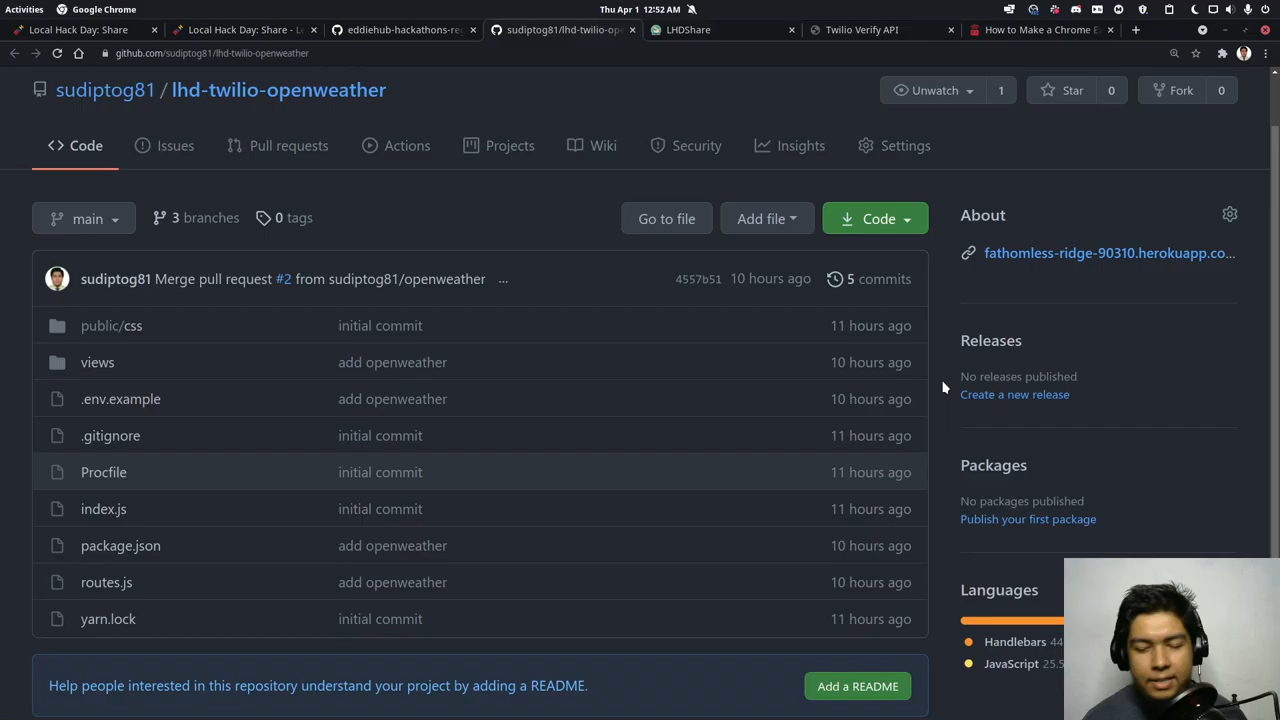 Activities Google Chrome Thu Apr 1 12:52 AM
Local Hack Day: Share Local Hack Day: Share - Lo eddiehub-hackathons-re sudiptog81/lhd-twilio-op LHDShare Twilio Verify API How to Make a Chrome Ex
github.com/sudiptog81/lhd-twilio-openweather
sudiptog81 / lhd-twilio-openweather Unwatch 1 Star 0 Fork 0
Code Issues Pull requests Actions Projects Wiki Security Insights Settings
main 3 branches 0 tags Go to file Add file Code
About
fathomless-ridge-90310.herokuapp.co...
sudiptog81 Merge pull request #2 from sudiptog81/openweather ... 4557b51 10 hours ago 5 commits
public/css initial commit 11 hours ago
views add openweather 10 hours ago
.env.example add openweather 10 hours ago
.gitignore initial commit 11 hours ago
Procfile initial commit 11 hours ago
index.js initial commit 11 hours ago
package.json add openweather 10 hours ago
routes.js add openweather 10 hours ago
yarn.lock initial commit 11 hours ago
Releases
No releases published
Create a new release
Packages
No packages published
Publish your first package
Languages
Handlebars 44
JavaScript 25.5
Help people interested in this repository understand your project by adding a README. Add a README